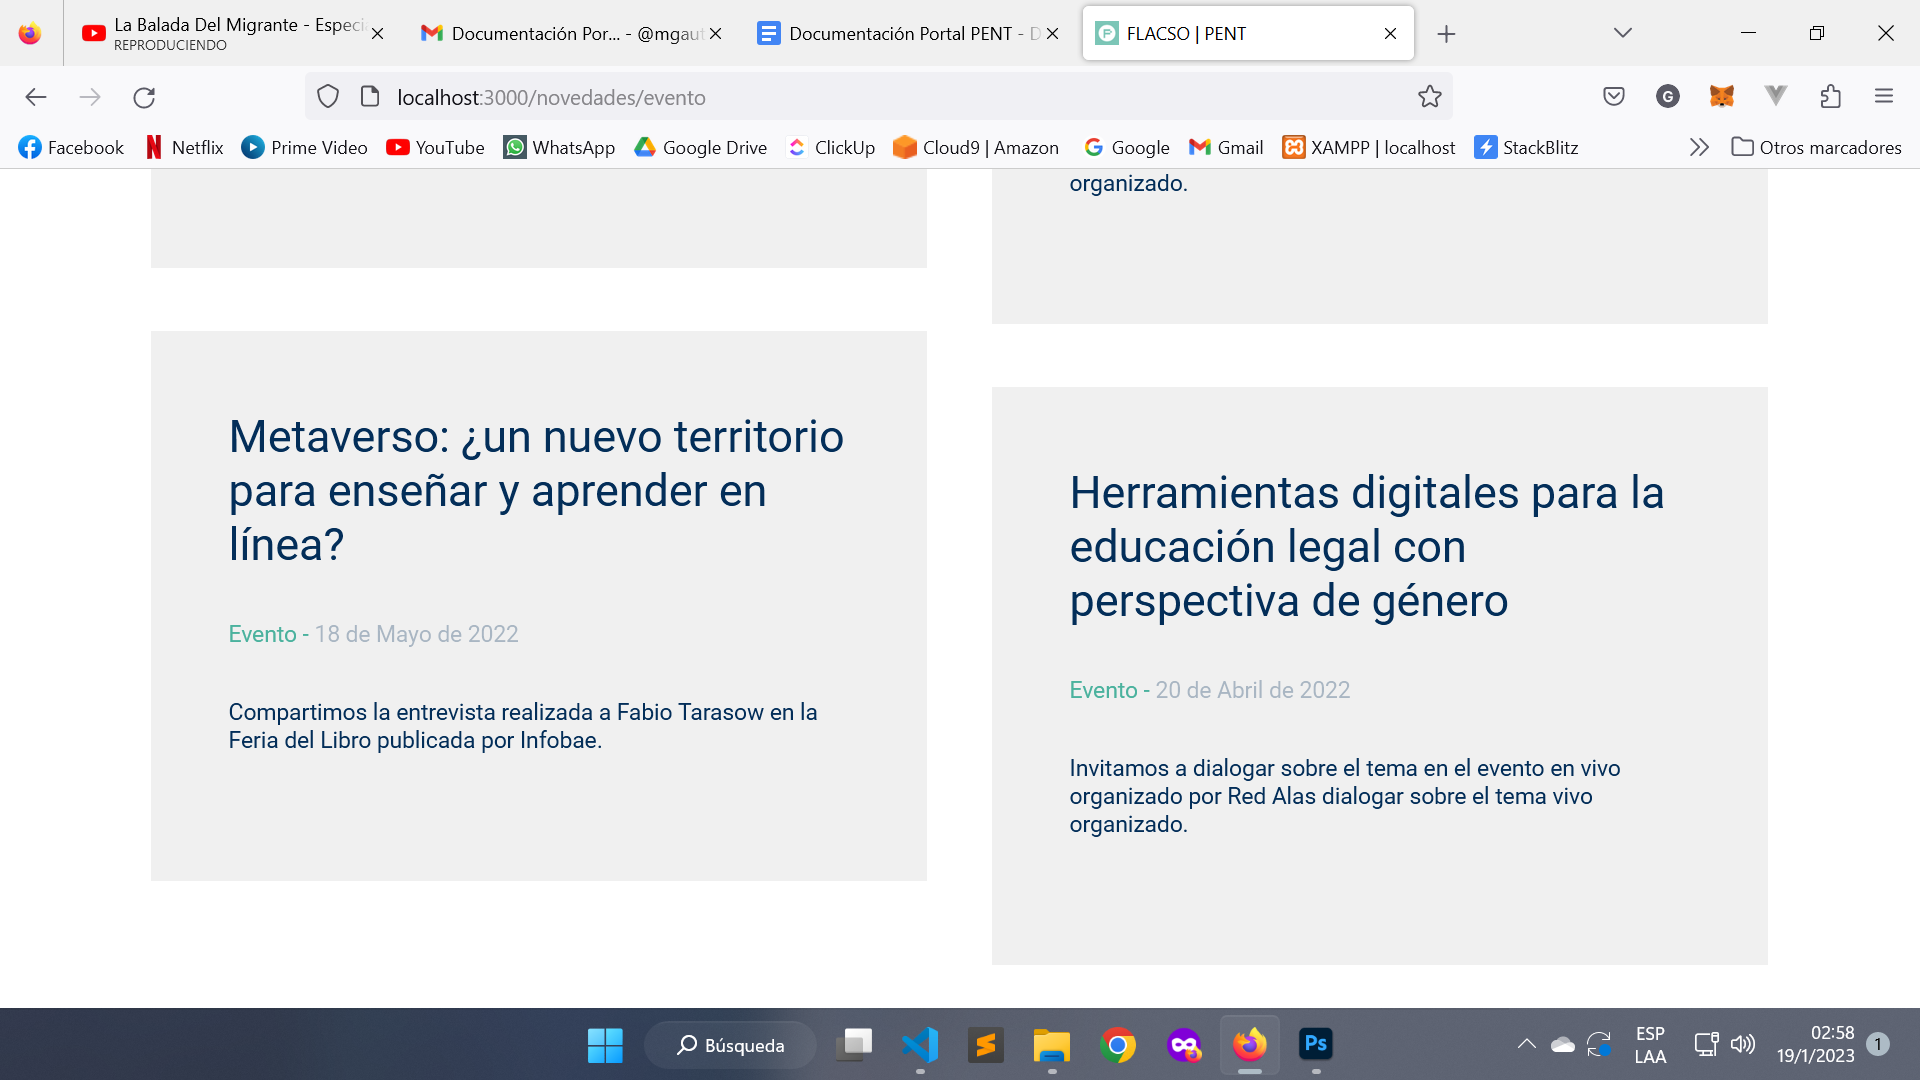 La Balada Del Migrante - Especi
REPRODUCIENDO
Documentación Por... - @mgaut
Documentación Portal PENT - D
FLACSO | PENT
localhost:3000/novedades/evento
Facebook
Netflix
Prime Video
YouTube
WhatsApp
Google Drive
ClickUp
Cloud9 | Amazon
Google
Gmail
XAMPP | localhost
StackBlitz
Otros marcadores
organizado.
Metaverso: ¿un nuevo territorio
para enseñar y aprender en
línea?
Evento - 18 de Mayo de 2022
Compartimos la entrevista realizada a Fabio Tarasow en la
Feria del Libro publicada por Infobae.
Herramientas digitales para la
educación legal con
perspectiva de género
Evento - 20 de Abril de 2022
Invitamos a dialogar sobre el tema en el evento en vivo
organizado por Red Alas dialogar sobre el tema vivo
organizado.
Búsqueda
Ps
ESP
LAA
02:58
19/1/2023
1